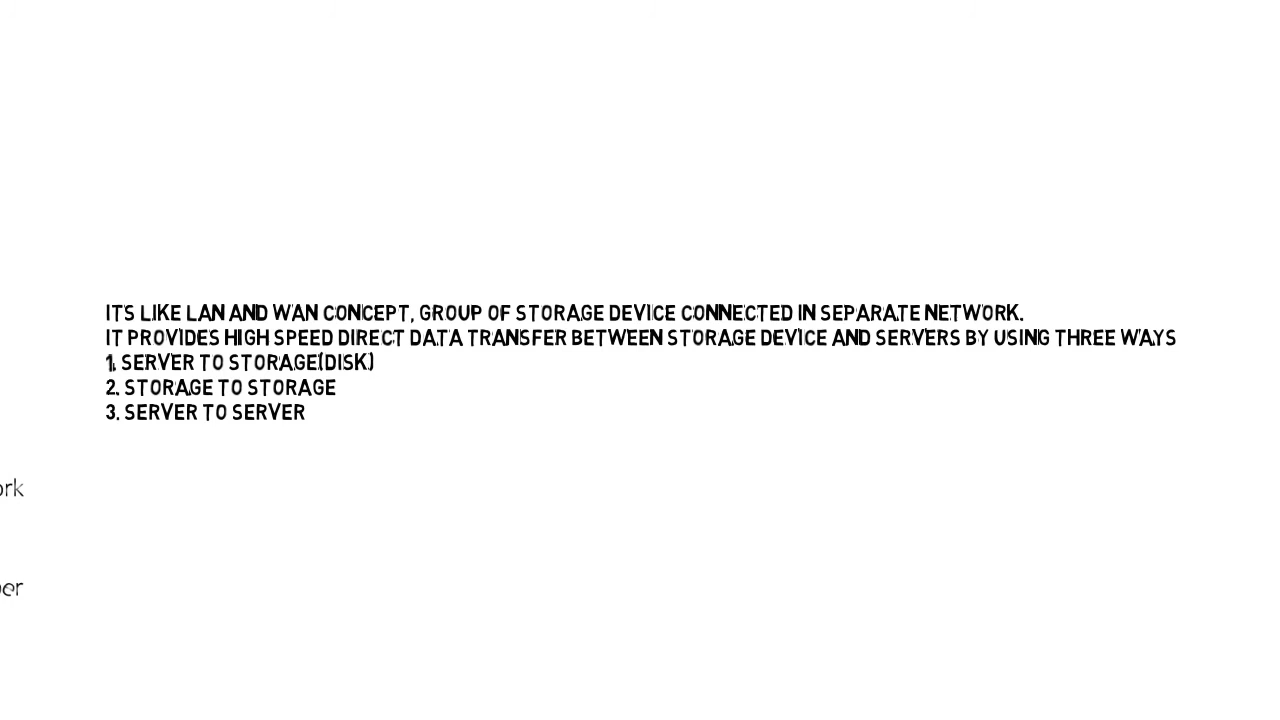 IT'S LIKE LAN AND WAN CONCEPT, GROUP OF STORAGE DEVICE CONNECTED IN SEPARATE NETWORK.
IT PROVIDES HIGH SPEED DIRECT DATA TRANSFER BETWEEN STORAGE DEVICE AND SERVERS BY USING THREE WAYS
1. SERVER TO STORAGE(DISK)
2. STORAGE TO STORAGE
3. SERVER TO SERVER